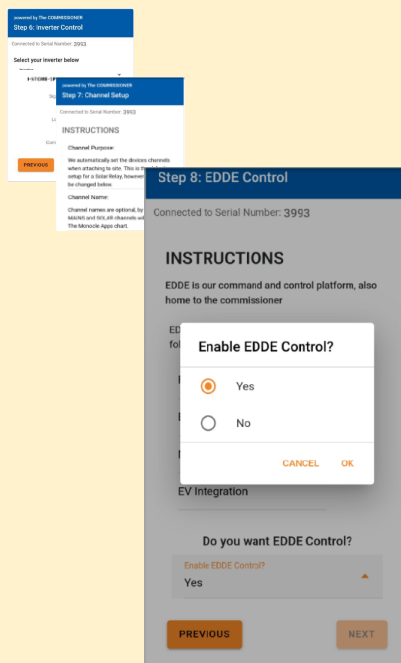 powered by The COMMISSIONER
Step 6: Inverter Control
Connected to Serial Number: 3993
Select your inverter below
PREVIOUS
powered by The COMMISSIONER
Step 7: Channel Setup
Connected to Serial Number: 3993
INSTRUCTIONS
Channel Purpose:
We automatically set the devices channels
when attaching to site. This is the
setup for a Solar Relay, however
be changed below.
Channel Name:
Channel names are optional, by
MAINS and SOLAR channels wil
The Monocle Apps chart.
Step 8: EDDE Control
Connected to Serial Number: 3993
INSTRUCTIONS
EDDE is our command and control platform, also
home to the commissioner
Enable EDDE Control?
Yes
No
CANCEL OK
EV Integration
Do you want EDDE Control?
Enable EDDE Control?
Yes
PREVIOUS NEXT